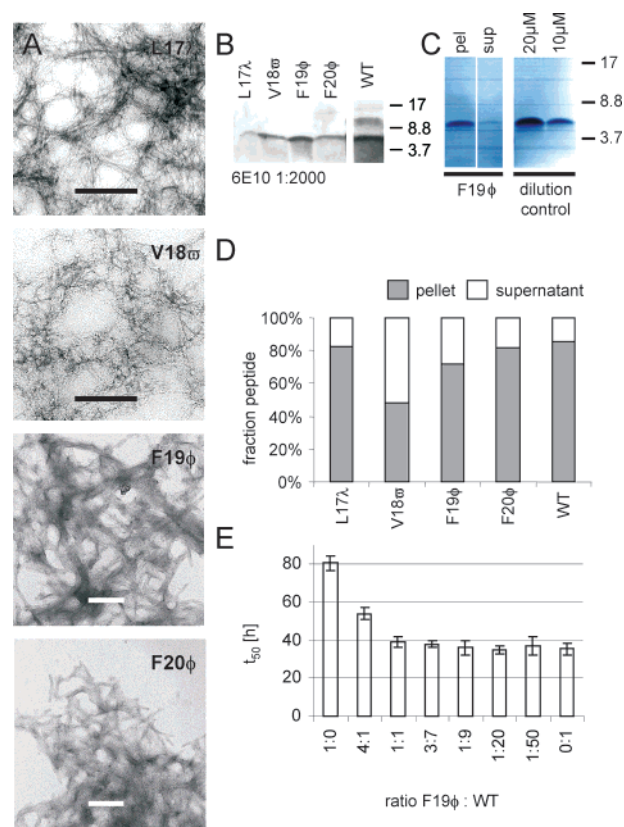 A
L17λ
V18ϖ
F19ϕ
F20ϕ
B
L17λ
V18ϖ
F19ϕ
F20ϕ
WT
17
8.8
3.7
6E10 1:2000
C
pel
sup
20µM
10µM
17
8.8
3.7
F19ϕ
dilution
control
D
pellet
supernatant
fraction peptide
100%
80%
60%
40%
20%
0%
L17λ
V18ϖ
F19ϕ
F20ϕ
WT
E
t50 [h]
80
60
40
20
0
1:0
4:1
1:1
3:7
1:9
1:20
1:50
0:1
ratio F19ϕ : WT